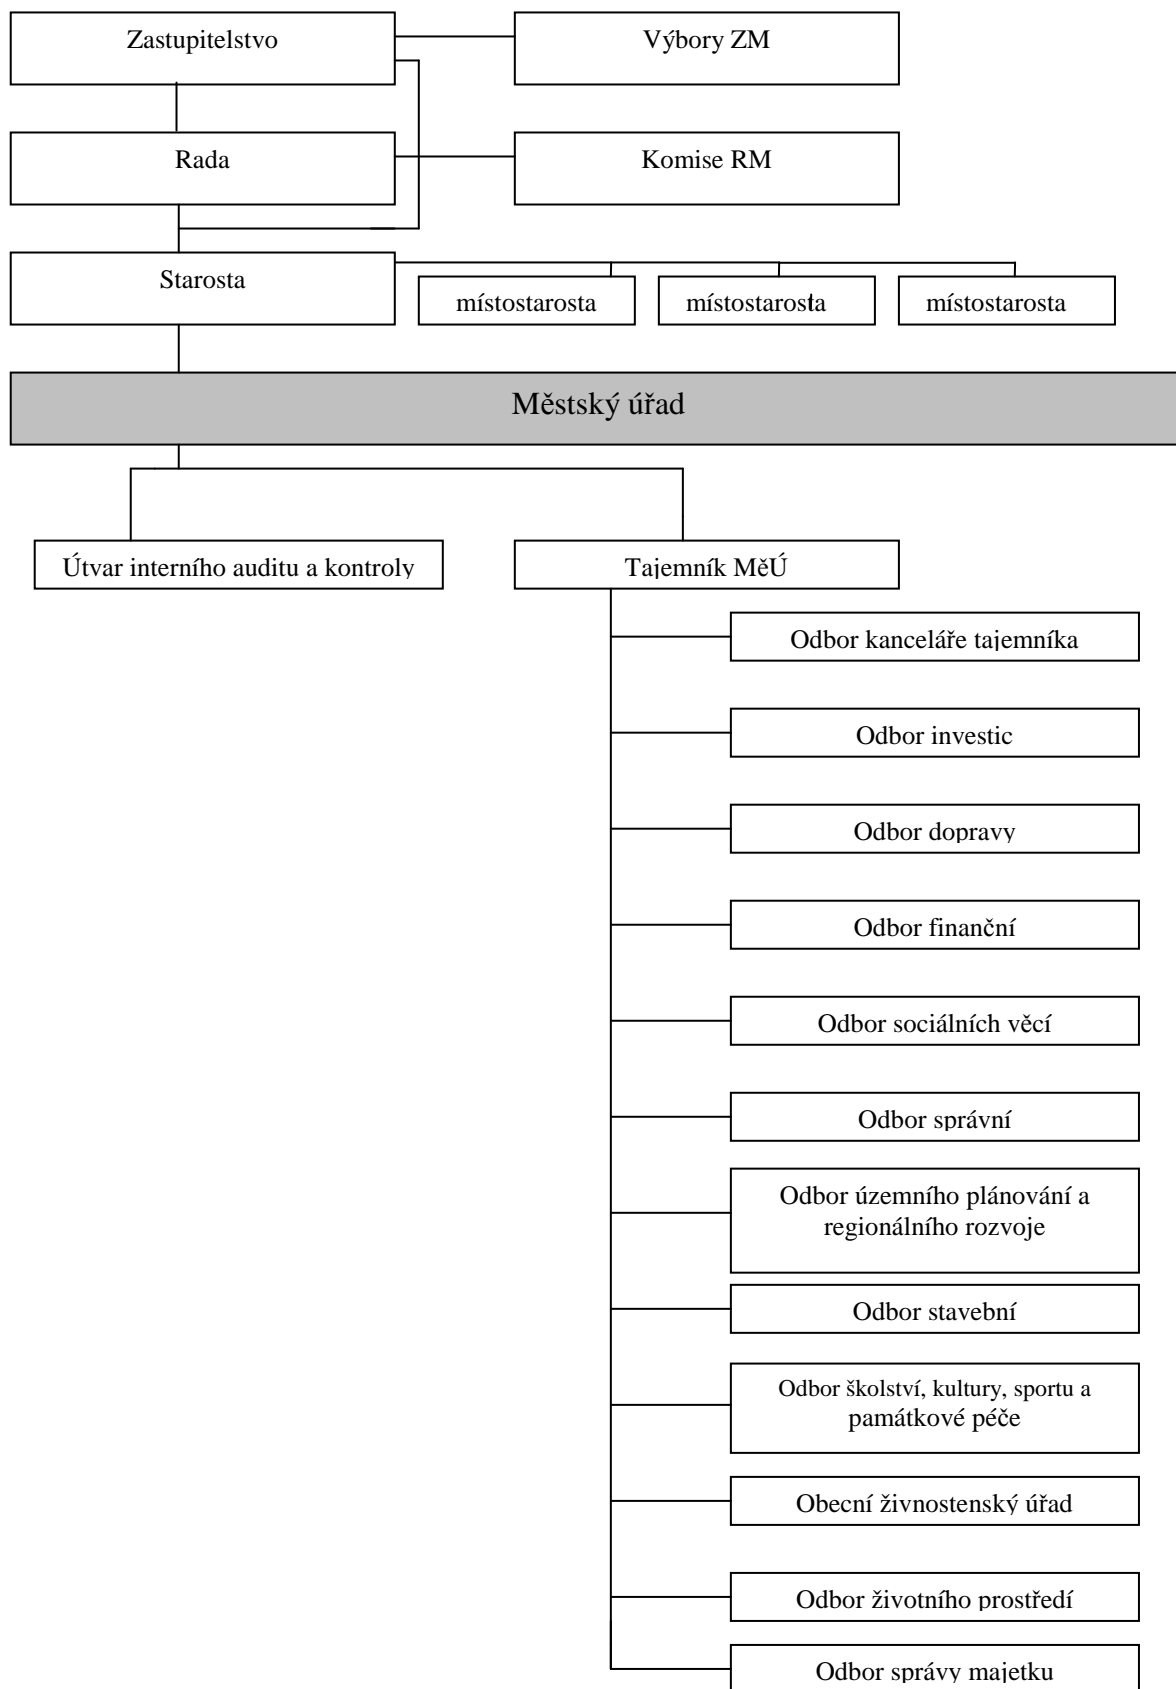 Zastupitelstvo
Výbory ZM
Rada
Komise RM
Starosta
místostarosta
místostarosta
místostarosta
Městský úřad
Útvar interního auditu a kontroly
Tajemník MěÚ
Odbor kanceláře tajemníka
Odbor investic
Odbor dopravy
Odbor finanční
Odbor sociálních věcí
Odbor správní
Odbor územního plánování a
regionálního rozvoje
Odbor stavební
Odbor školství, kultury, sportu a
památkové péče
Obecní živnostenský úřad
Odbor životního prostředí
Odbor správy majetku